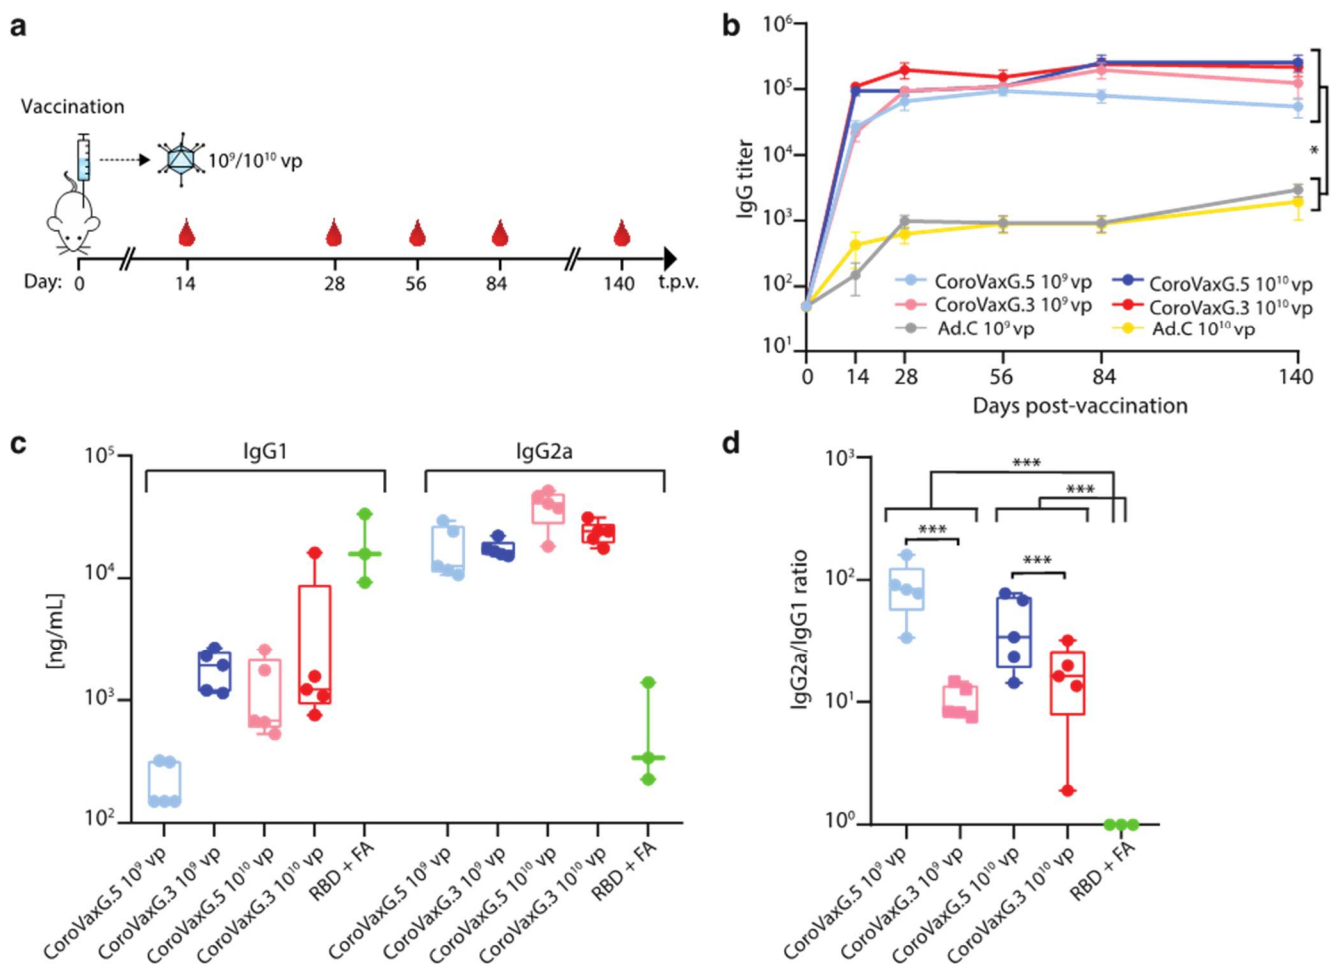 a
Vaccination
10⁹/10¹⁰ vp
Day: 0 14 28 56 84 140 t.p.v.
b
IgG titer
10⁶
10⁵
10⁴
10³
10²
10¹
*
CoroVaxG.5 10⁹ vp CoroVaxG.5 10¹⁰ vp
CoroVaxG.3 10⁹ vp CoroVaxG.3 10¹⁰ vp
Ad.C 10⁹ vp Ad.C 10¹⁰ vp
0 14 28 56 84 140
Days post-vaccination
c
IgG1 IgG2a
[ng/mL]
10⁵
10⁴
10³
10²
CoroVaxG.5 10⁹ vp
CoroVaxG.3 10⁹ vp
CoroVaxG.5 10¹⁰ vp
CoroVaxG.3 10¹⁰ vp
RBD + FA
CoroVaxG.5 10⁹ vp
CoroVaxG.3 10⁹ vp
CoroVaxG.5 10¹⁰ vp
CoroVaxG.3 10¹⁰ vp
RBD + FA
d
IgG2a/IgG1 ratio
10³
10²
10¹
10⁰
***
***
***
***
CoroVaxG.5 10⁹ vp
CoroVaxG.3 10⁹ vp
CoroVaxG.5 10¹⁰ vp
CoroVaxG.3 10¹⁰ vp
RBD + FA